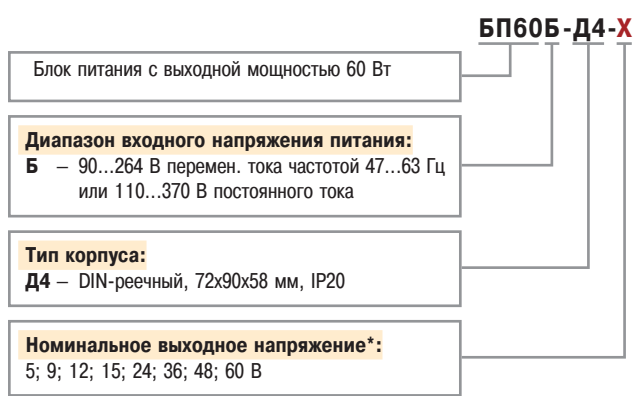 БП60Б-Д4-Х
Блок питания с выходной мощностью 60 Вт
Диапазон входного напряжения питания:
Б – 90...264 В перемен. тока частотой 47...63 Гц
или 110...370 В постоянного тока
Тип корпуса:
Д4 – DIN-реечный, 72х90х58 мм, IP20
Номинальное выходное напряжение*:
5; 9; 12; 15; 24; 36; 48; 60 В